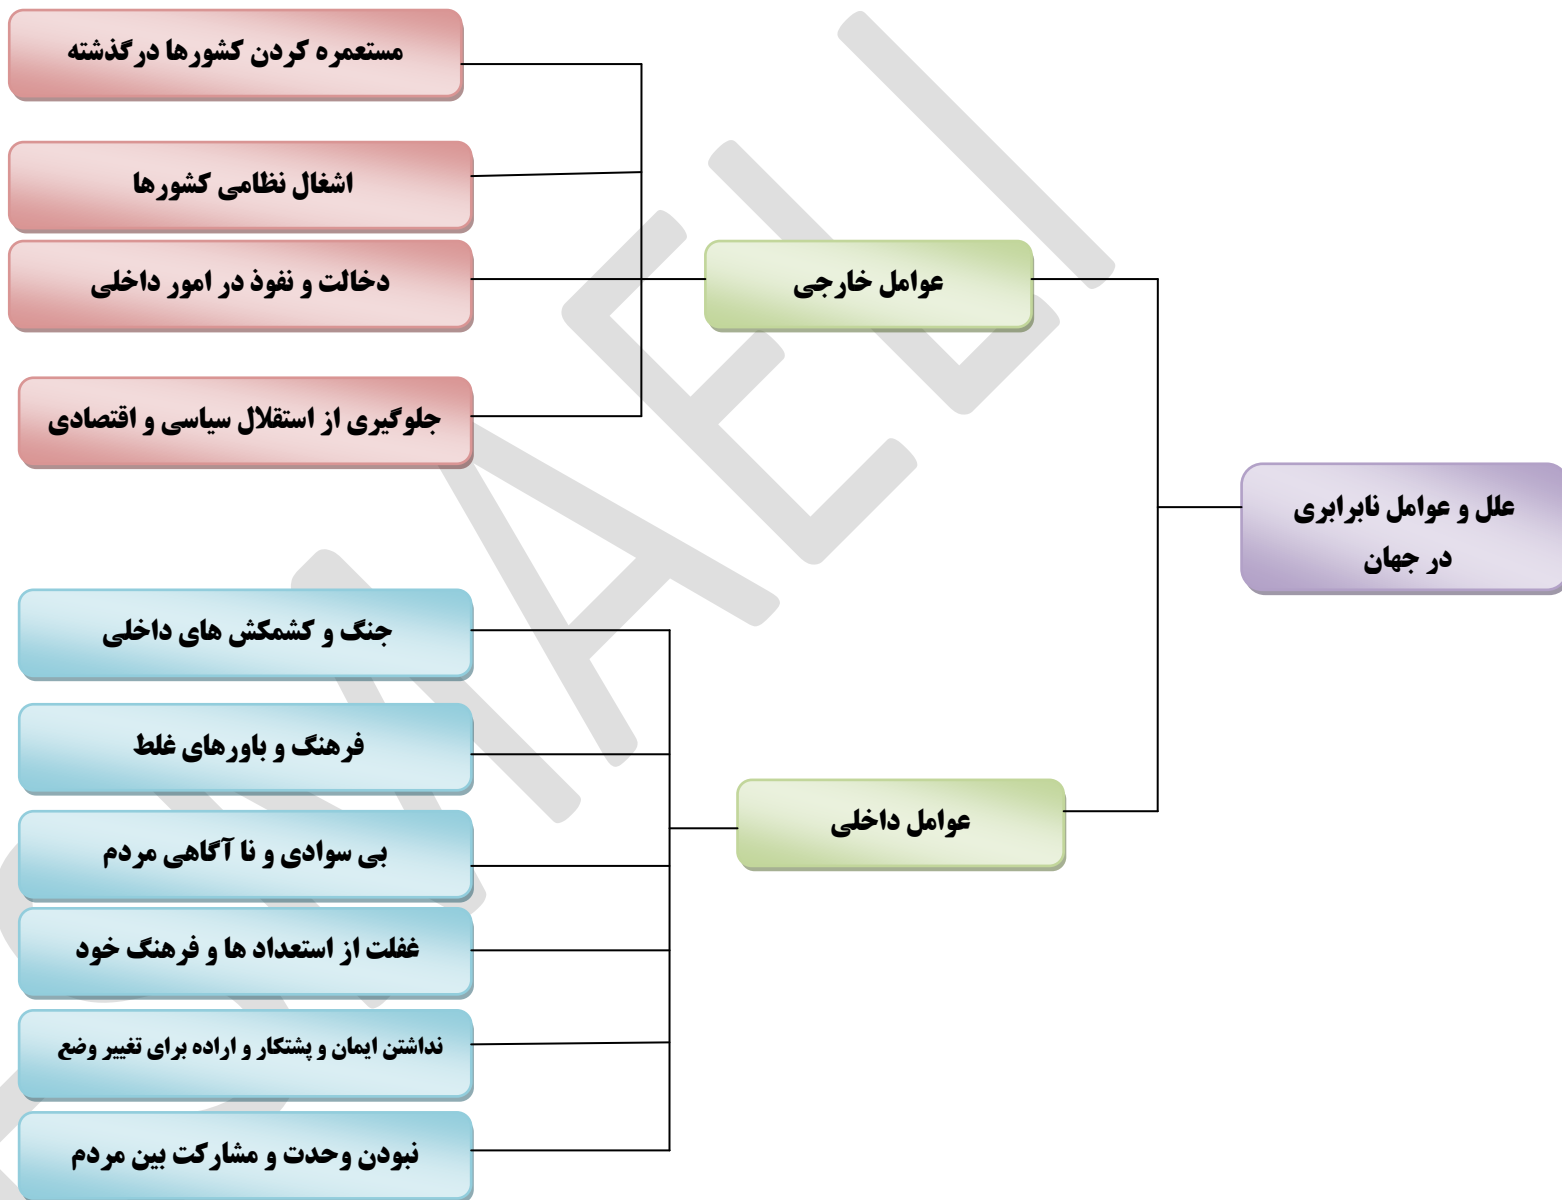 علل و عوامل نابرابری
در جهان
عوامل خارجی
مستعمره کردن کشورها در گذشته
اشغال نظامی کشورها
دخالت و نفوذ در امور داخلی
جلوگیری از استقلال سیاسی و اقتصادی
عوامل داخلی
جنگ و کشمکش های داخلی
فرهنگ و باورهای غلط
بی سوادی و نا آگاهی مردم
غفلت از استعداد ها و فرهنگ خود
نداشتن ایمان و پشتکار و اراده برای تغییر وضع
نبودن وحدت و مشارکت بین مردم